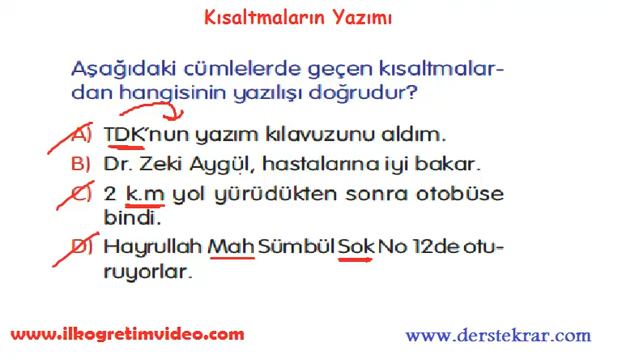 Kısaltmaların Yazımı
Aşağıdaki cümlelerde geçen kısaltmalar-
dan hangisinin yazılışı doğrudur?
A) TDK'nun yazım kılavuzunu aldım.
B) Dr. Zeki Aygül, hastalarına iyi bakar.
C) 2 k.m yol yürüdükten sonra otobüse
bindi.
D) Hayrullah Mah Sümbül Sok No 12de otu-
ruyorlar.
www.ilkogretimvideo.com
www.derstekrar.com